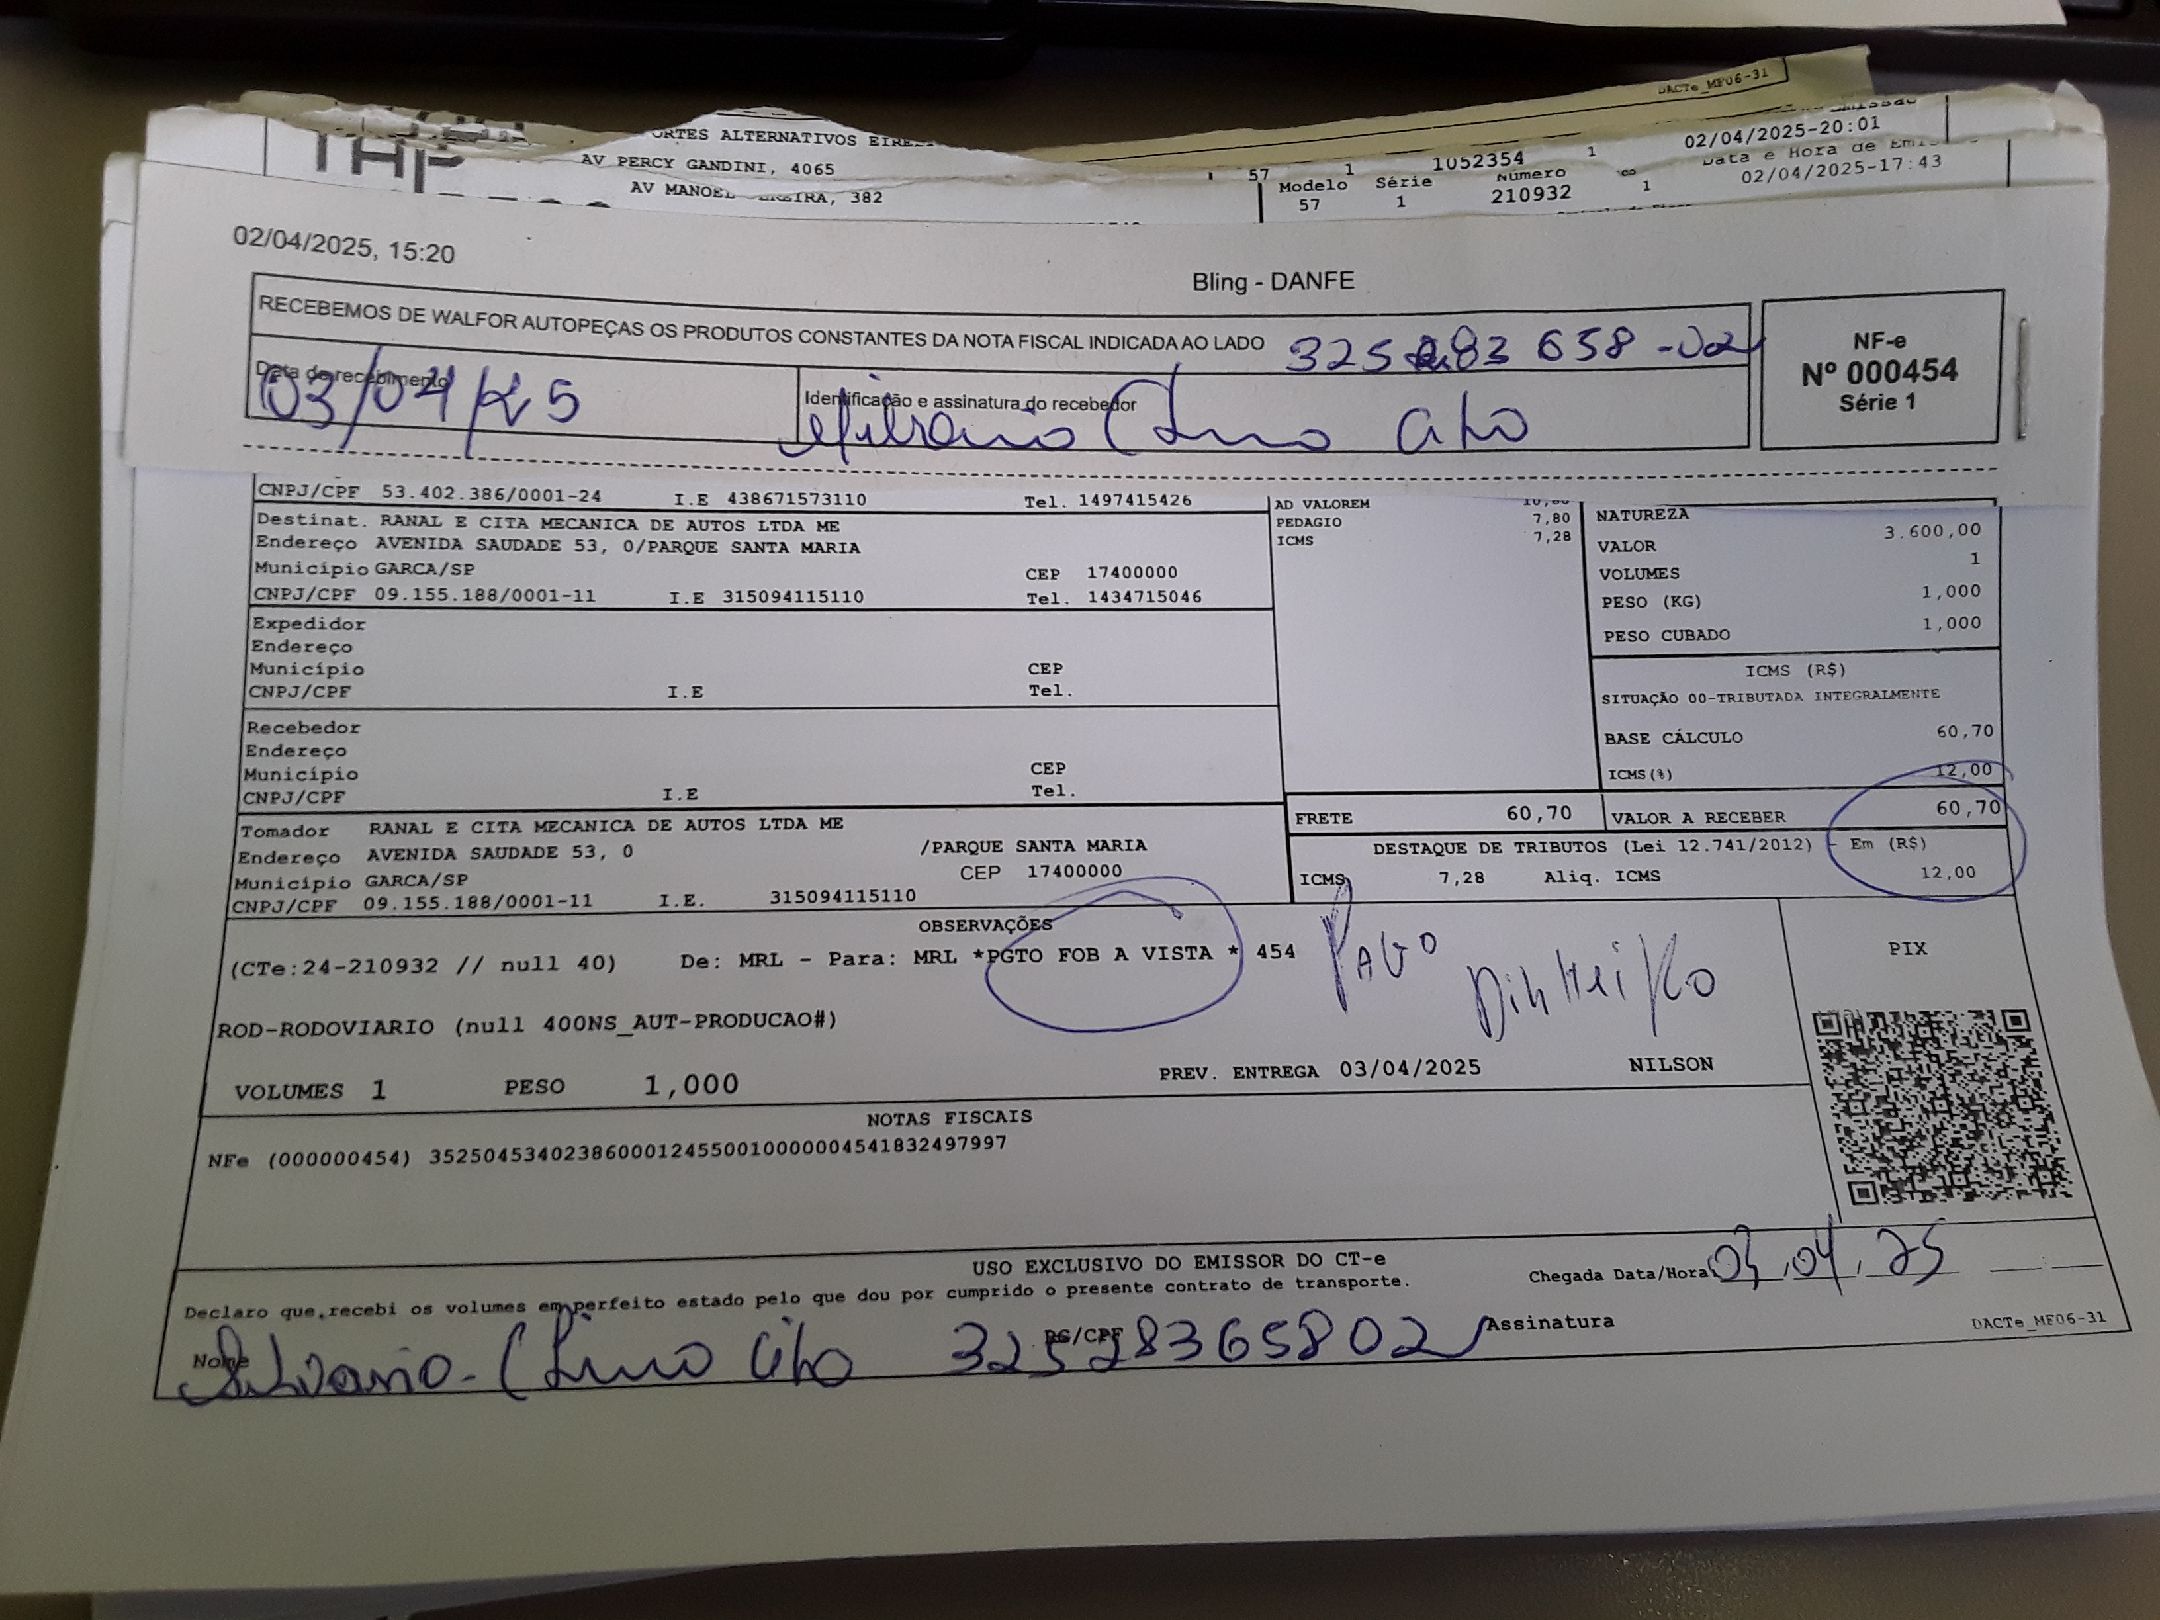 DACTe_MF06-31
ORTES ALTERNATIVOS
AV PERCY GANDINI, 4065
57 1 1052354 1 02/04/2025-20:01
AV MANOEL 382
Modelo Série Número Data e Hora de
57 1 210932 1 02/04/2025-17:43
02/04/2025, 15:20
Bling - DANFE
RECEBEMOS DE WALFOR AUTOPEÇAS OS PRODUTOS CONSTANTES DA NOTA FISCAL INDICADA AO LADO
NF-e
Nº 000454
Série 1
Data de recebimento
03/04/25
Identificação e assinatura do recebedor
CNPJ/CPF 53.402.386/0001-24 I.E 438671573110 Tel. 1497415426
Destinat. RANAL E CITA MECANICA DE AUTOS LTDA ME
Endereço AVENIDA SAUDADE 53, 0/PARQUE SANTA MARIA
Município GARCA/SP CEP 17400000
CNPJ/CPF 09.155.188/0001-11 I.E 315094115110 Tel. 1434715046
Expedidor
Endereço
Município CEP
CNPJ/CPF I.E Tel.
Recebedor
Endereço
Município CEP
CNPJ/CPF I.E Tel.
Tomador RANAL E CITA MECANICA DE AUTOS LTDA ME
Endereço AVENIDA SAUDADE 53, 0 /PARQUE SANTA MARIA
Município GARCA/SP CEP 17400000
CNPJ/CPF 09.155.188/0001-11 I.E. 315094115110
AD VALOREM
PEDAGIO 7,80
ICMS 7,28
NATUREZA
VALOR 3.600,00
VOLUMES 1
PESO (KG) 1,000
PESO CUBADO 1,000
ICMS (R$)
SITUAÇÃO 00-TRIBUTADA INTEGRALMENTE
BASE CÁLCULO 60,70
ICMS(%) 12,00
FRETE 60,70 VALOR A RECEBER 60,70
DESTAQUE DE TRIBUTOS (Lei 12.741/2012) - Em (R$)
ICMS 7,28 Aliq. ICMS 12,00
OBSERVAÇÕES
(CTe:24-210932 // null 40) De: MRL - Para: MRL *PGTO FOB A VISTA * 454
PAGO DinHeiRo
PIX
ROD-RODOVIARIO (null 400NS_AUT-PRODUCAO#)
VOLUMES 1 PESO 1,000 PREV. ENTREGA 03/04/2025 NILSON
NOTAS FISCAIS
NFe (000000454) 35250453402386000124550010000004541832497997
USO EXCLUSIVO DO EMISSOR DO CT-e
Declaro que recebi os volumes em perfeito estado pelo que dou por cumprido o presente contrato de transporte.
Chegada Data/Hora 03,04,25
Nome
RG/CPF 32528365802
Assinatura
DACTe_MF06-31